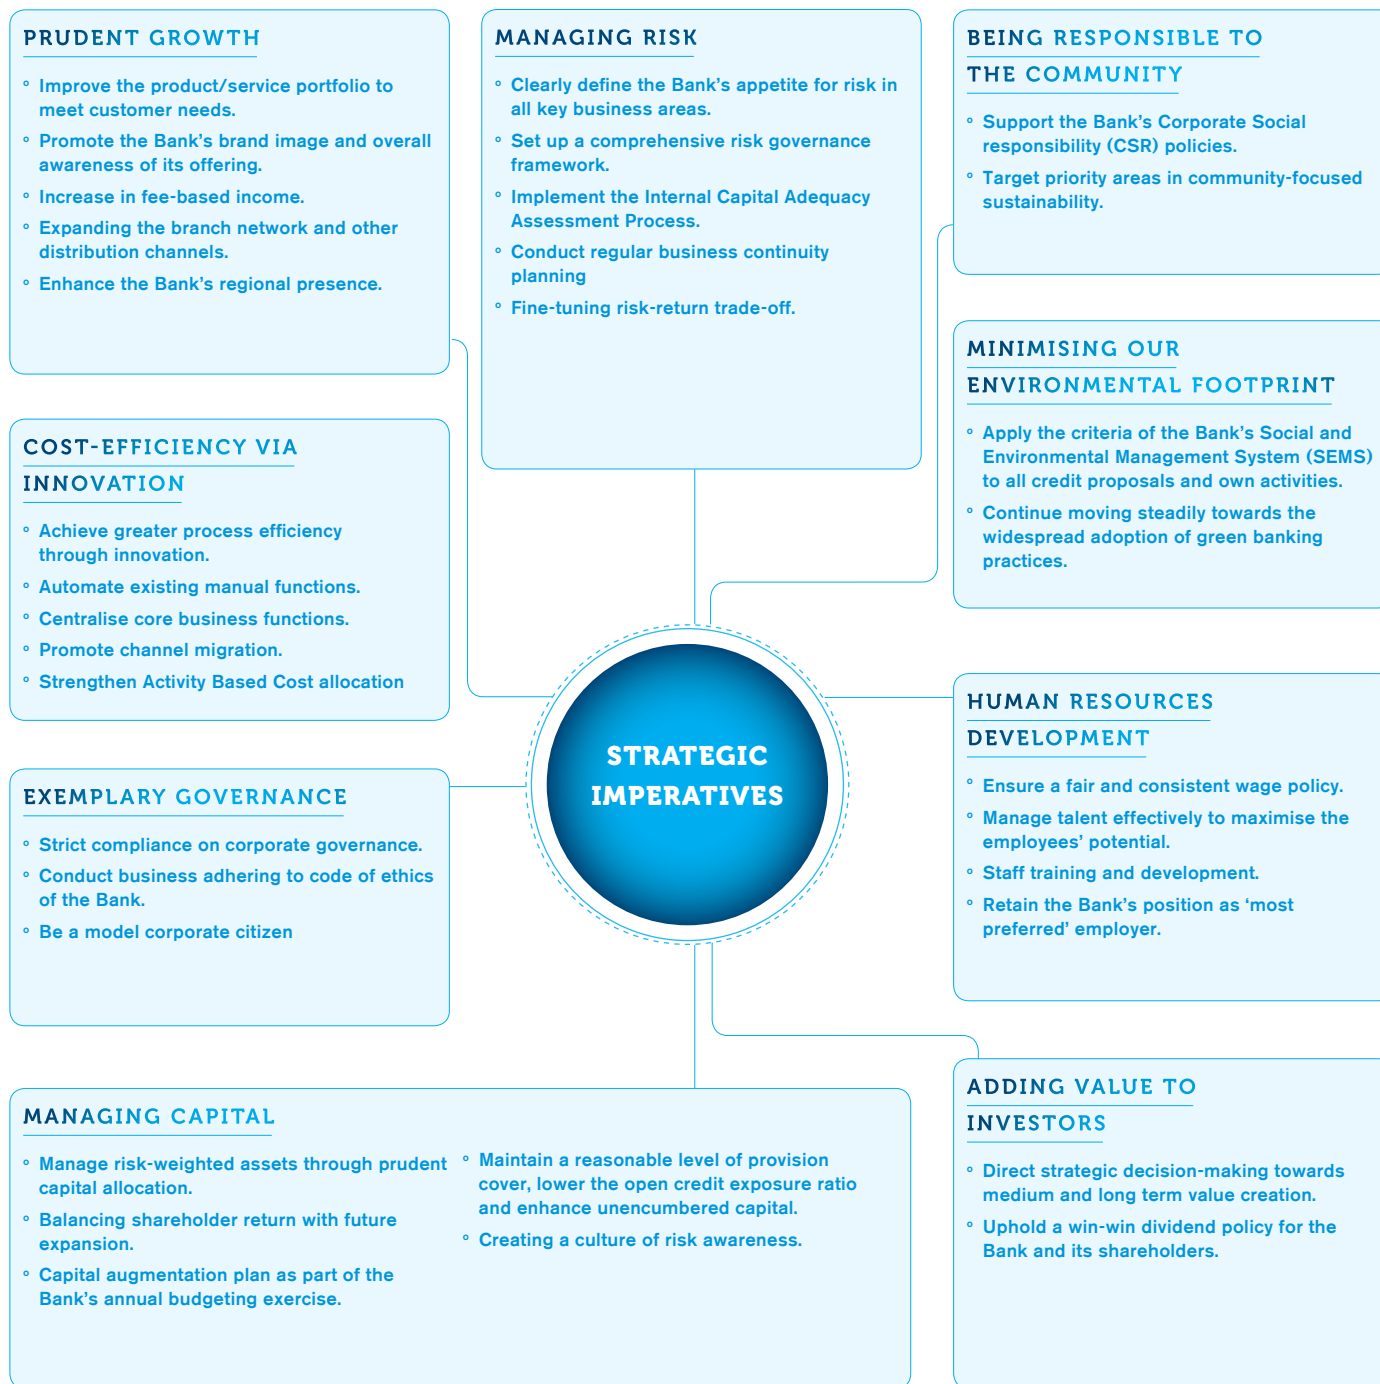 PRUDENT GROWTH
° Improve the product/service portfolio to
meet customer needs.
° Promote the Bank's brand image and overall
awareness of its offering.
° Increase in fee-based income.
° Expanding the branch network and other
distribution channels.
° Enhance the Bank's regional presence.
MANAGING RISK
° Clearly define the Bank's appetite for risk in
all key business areas.
° Set up a comprehensive risk governance
framework.
° Implement the Internal Capital Adequacy
Assessment Process.
° Conduct regular business continuity
planning
° Fine-tuning risk-return trade-off.
BEING RESPONSIBLE TO
THE COMMUNITY
° Support the Bank's Corporate Social
responsibility (CSR) policies.
° Target priority areas in community-focused
sustainability.
MINIMISING OUR
ENVIRONMENTAL FOOTPRINT
° Apply the criteria of the Bank's Social and
Environmental Management System (SEMS)
to all credit proposals and own activities.
° Continue moving steadily towards the
widespread adoption of green banking
practices.
COST-EFFICIENCY VIA
INNOVATION
° Achieve greater process efficiency
through innovation.
° Automate existing manual functions.
° Centralise core business functions.
° Promote channel migration.
° Strengthen Activity Based Cost allocation
STRATEGIC
IMPERATIVES
HUMAN RESOURCES
DEVELOPMENT
° Ensure a fair and consistent wage policy.
° Manage talent effectively to maximise the
employees' potential.
° Staff training and development.
° Retain the Bank's position as 'most
preferred' employer.
EXEMPLARY GOVERNANCE
° Strict compliance on corporate governance.
° Conduct business adhering to code of ethics
of the Bank.
° Be a model corporate citizen
MANAGING CAPITAL
° Manage risk-weighted assets through prudent
capital allocation.
° Balancing shareholder return with future
expansion.
° Capital augmentation plan as part of the
Bank's annual budgeting exercise.
° Maintain a reasonable level of provision
cover, lower the open credit exposure ratio
and enhance unencumbered capital.
° Creating a culture of risk awareness.
ADDING VALUE TO
INVESTORS
° Direct strategic decision-making towards
medium and long term value creation.
° Uphold a win-win dividend policy for the
Bank and its shareholders.